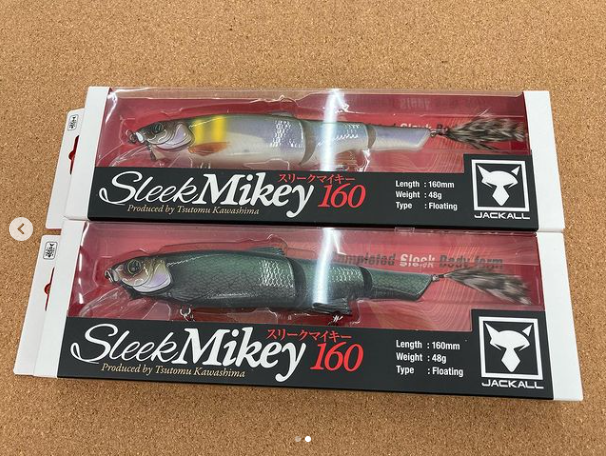 スリークマイキー
SleekMikey 160
Produced by Tsutomu Kawashima
Length : 160mm
Weight : 48g
Type : Floating
JACKALL
Completed Sleek Body form
スリークマイキー
SleekMikey 160
Produced by Tsutomu Kawashima
Length : 160mm
Weight : 48g
Type : Floating
JACKALL